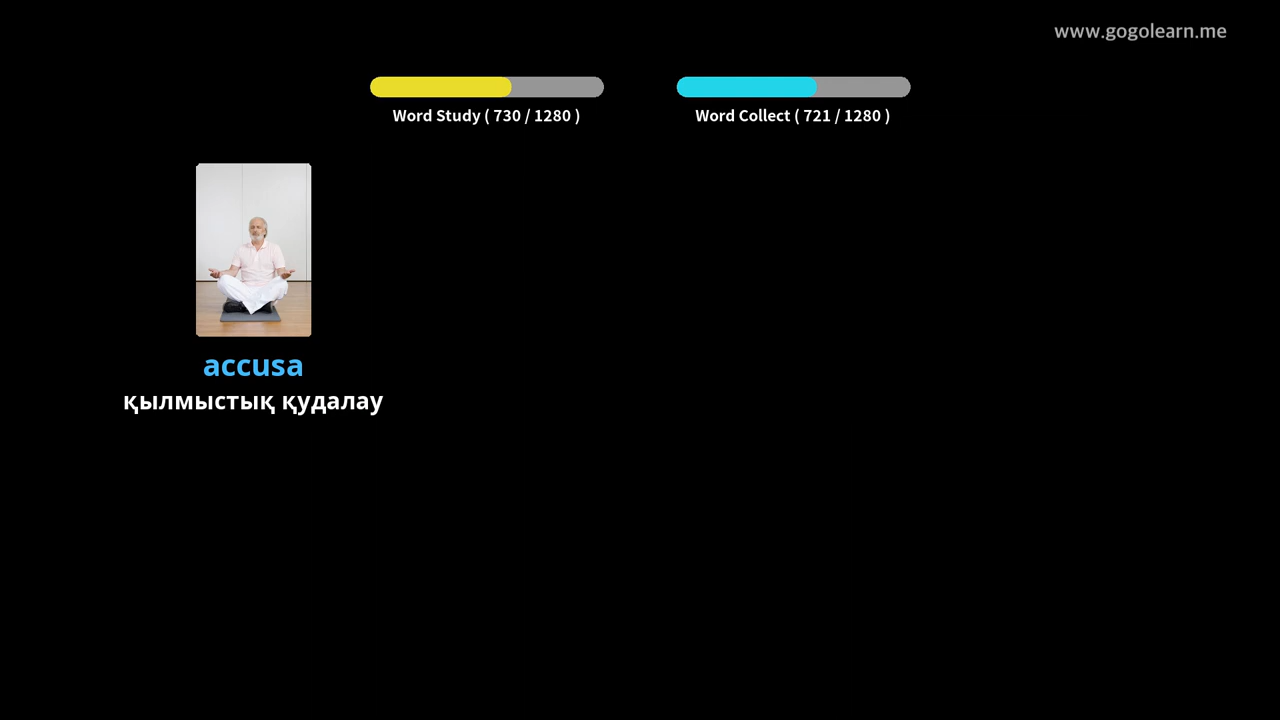 www.gogolearn.me
Word Study ( 730 / 1280 )
Word Collect ( 721 / 1280 )
accusa
қылмыстық қудалау